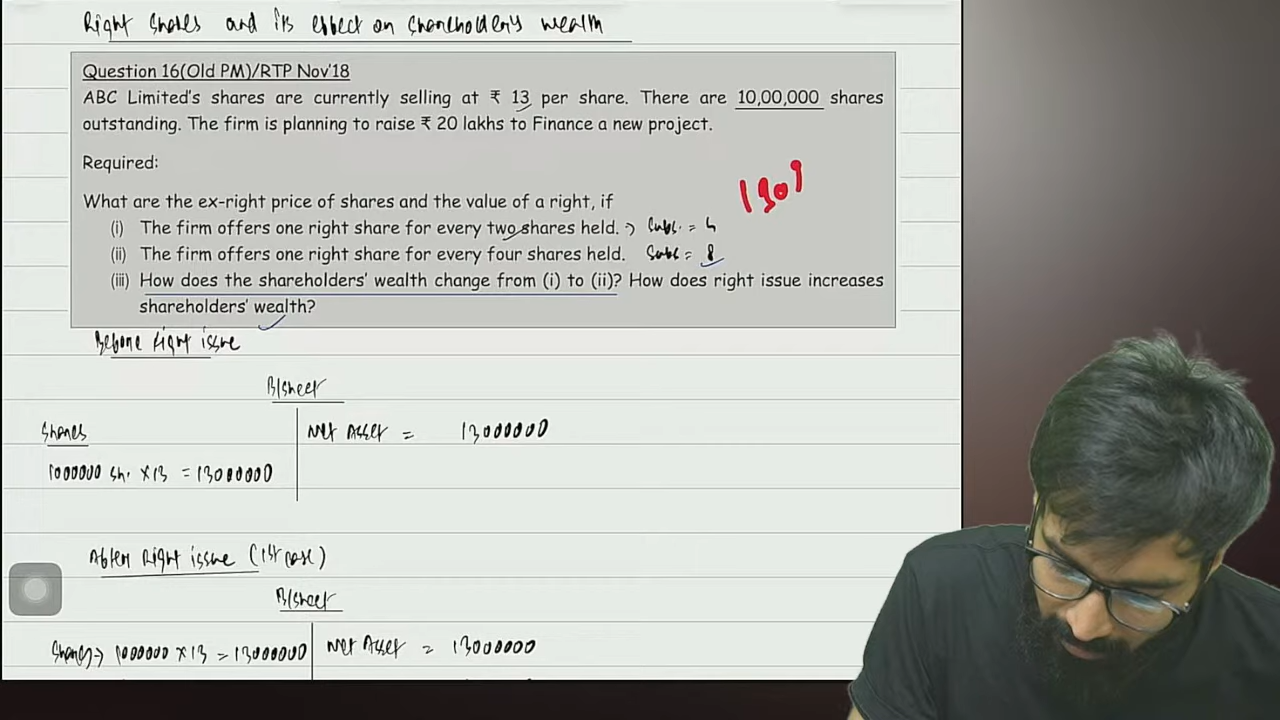 Right shares and its effect on shareholder's wealth
Question 16(Old PM)/RTP Nov'18
ABC Limited's shares are currently selling at ₹ 13 per share. There are 10,00,000 shares
outstanding. The firm is planning to raise ₹ 20 lakhs to Finance a new project.
Required:
What are the ex-right price of shares and the value of a right, if
(i) The firm offers one right share for every two shares held. → Subs. = 4
(ii) The firm offers one right share for every four shares held. Subs = 8
(iii) How does the shareholders' wealth change from (i) to (ii)? How does right issue increases
shareholders' wealth?
Before right issue
B/sheet
Shares
Net Asset = 13000000
1000000 sh. x 13 = 13000000
After Right issue (1st case)
B/sheet
Shares → 1000000 x 13 = 13000000
Net Asset = 13000000